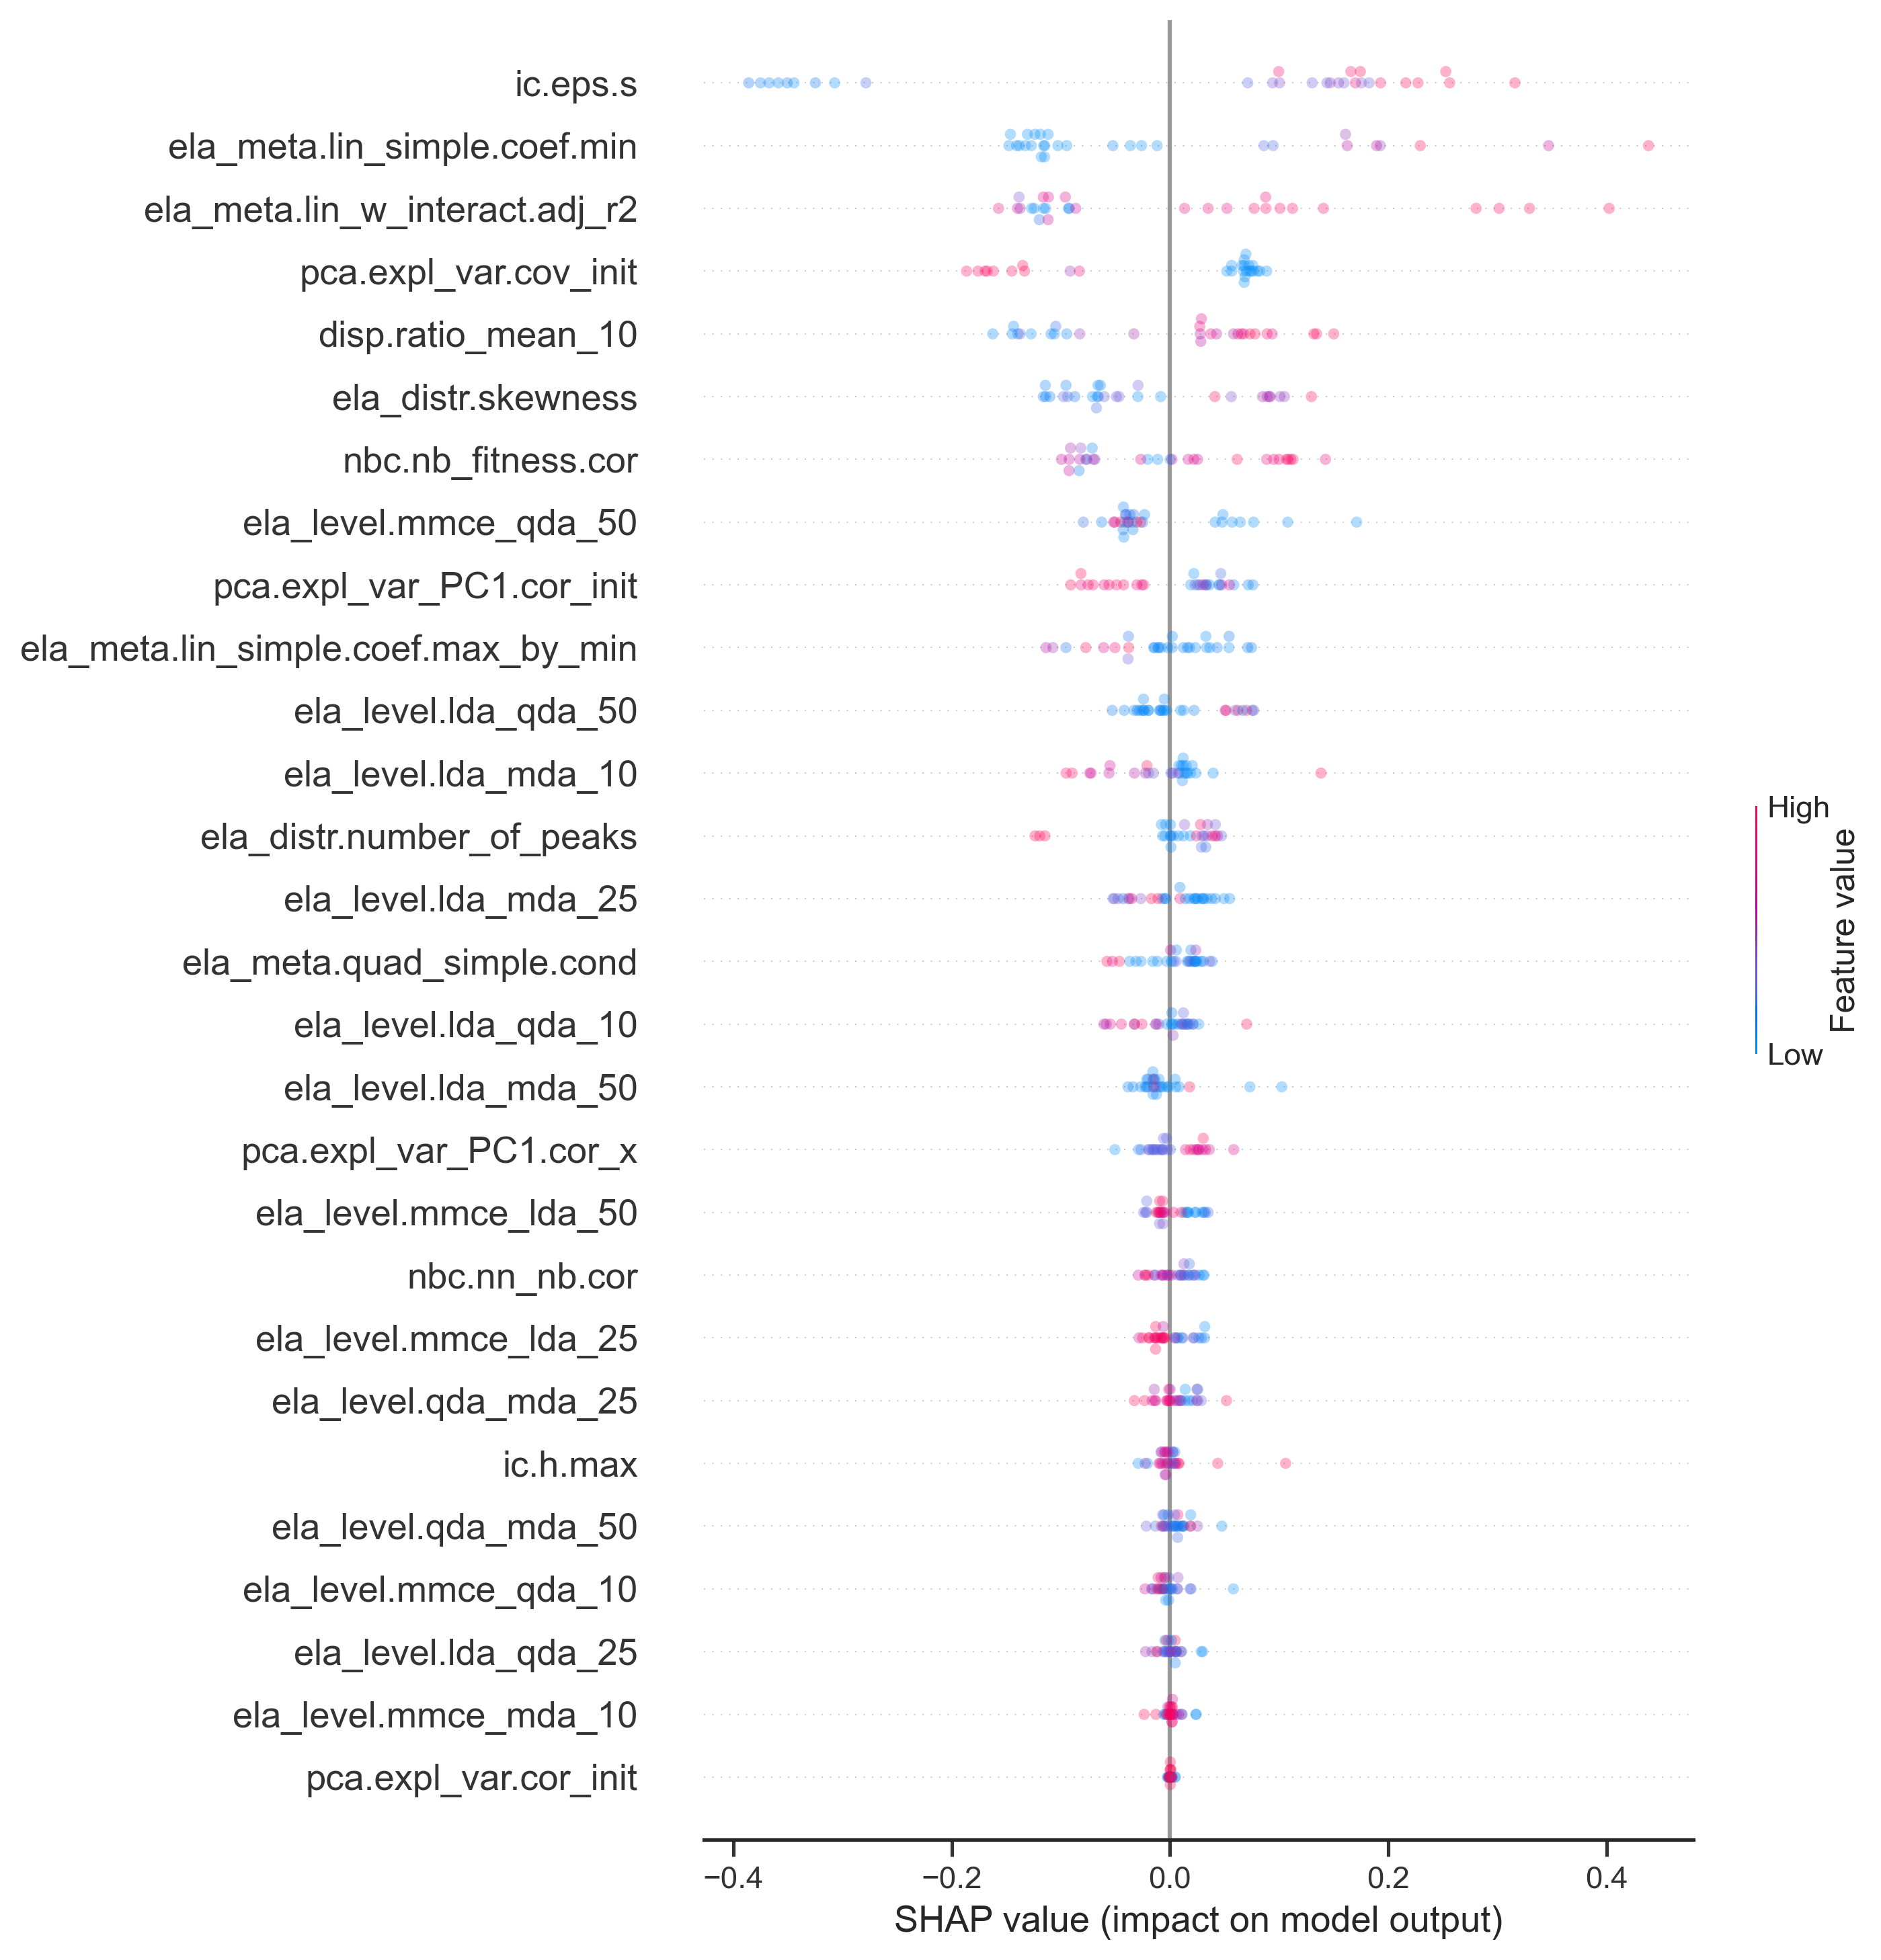 ic.eps.s
ela_meta.lin_simple.coef.min
ela_meta.lin_w_interact.adj_r2
pca.expl_var.cov_init
disp.ratio_mean_10
ela_distr.skewness
nbc.nb_fitness.cor
ela_level.mmce_qda_50
pca.expl_var_PC1.cor_init
ela_meta.lin_simple.coef.max_by_min
ela_level.lda_qda_50
ela_level.lda_mda_10
ela_distr.number_of_peaks
ela_level.lda_mda_25
ela_meta.quad_simple.cond
ela_level.lda_qda_10
ela_level.lda_mda_50
pca.expl_var_PC1.cor_x
ela_level.mmce_lda_50
nbc.nn_nb.cor
ela_level.mmce_lda_25
ela_level.qda_mda_25
ic.h.max
ela_level.qda_mda_50
ela_level.mmce_qda_10
ela_level.lda_qda_25
ela_level.mmce_mda_10
pca.expl_var.cor_init
−0.4 −0.2 0.0 0.2 0.4
SHAP value (impact on model output)
High
Feature value
Low